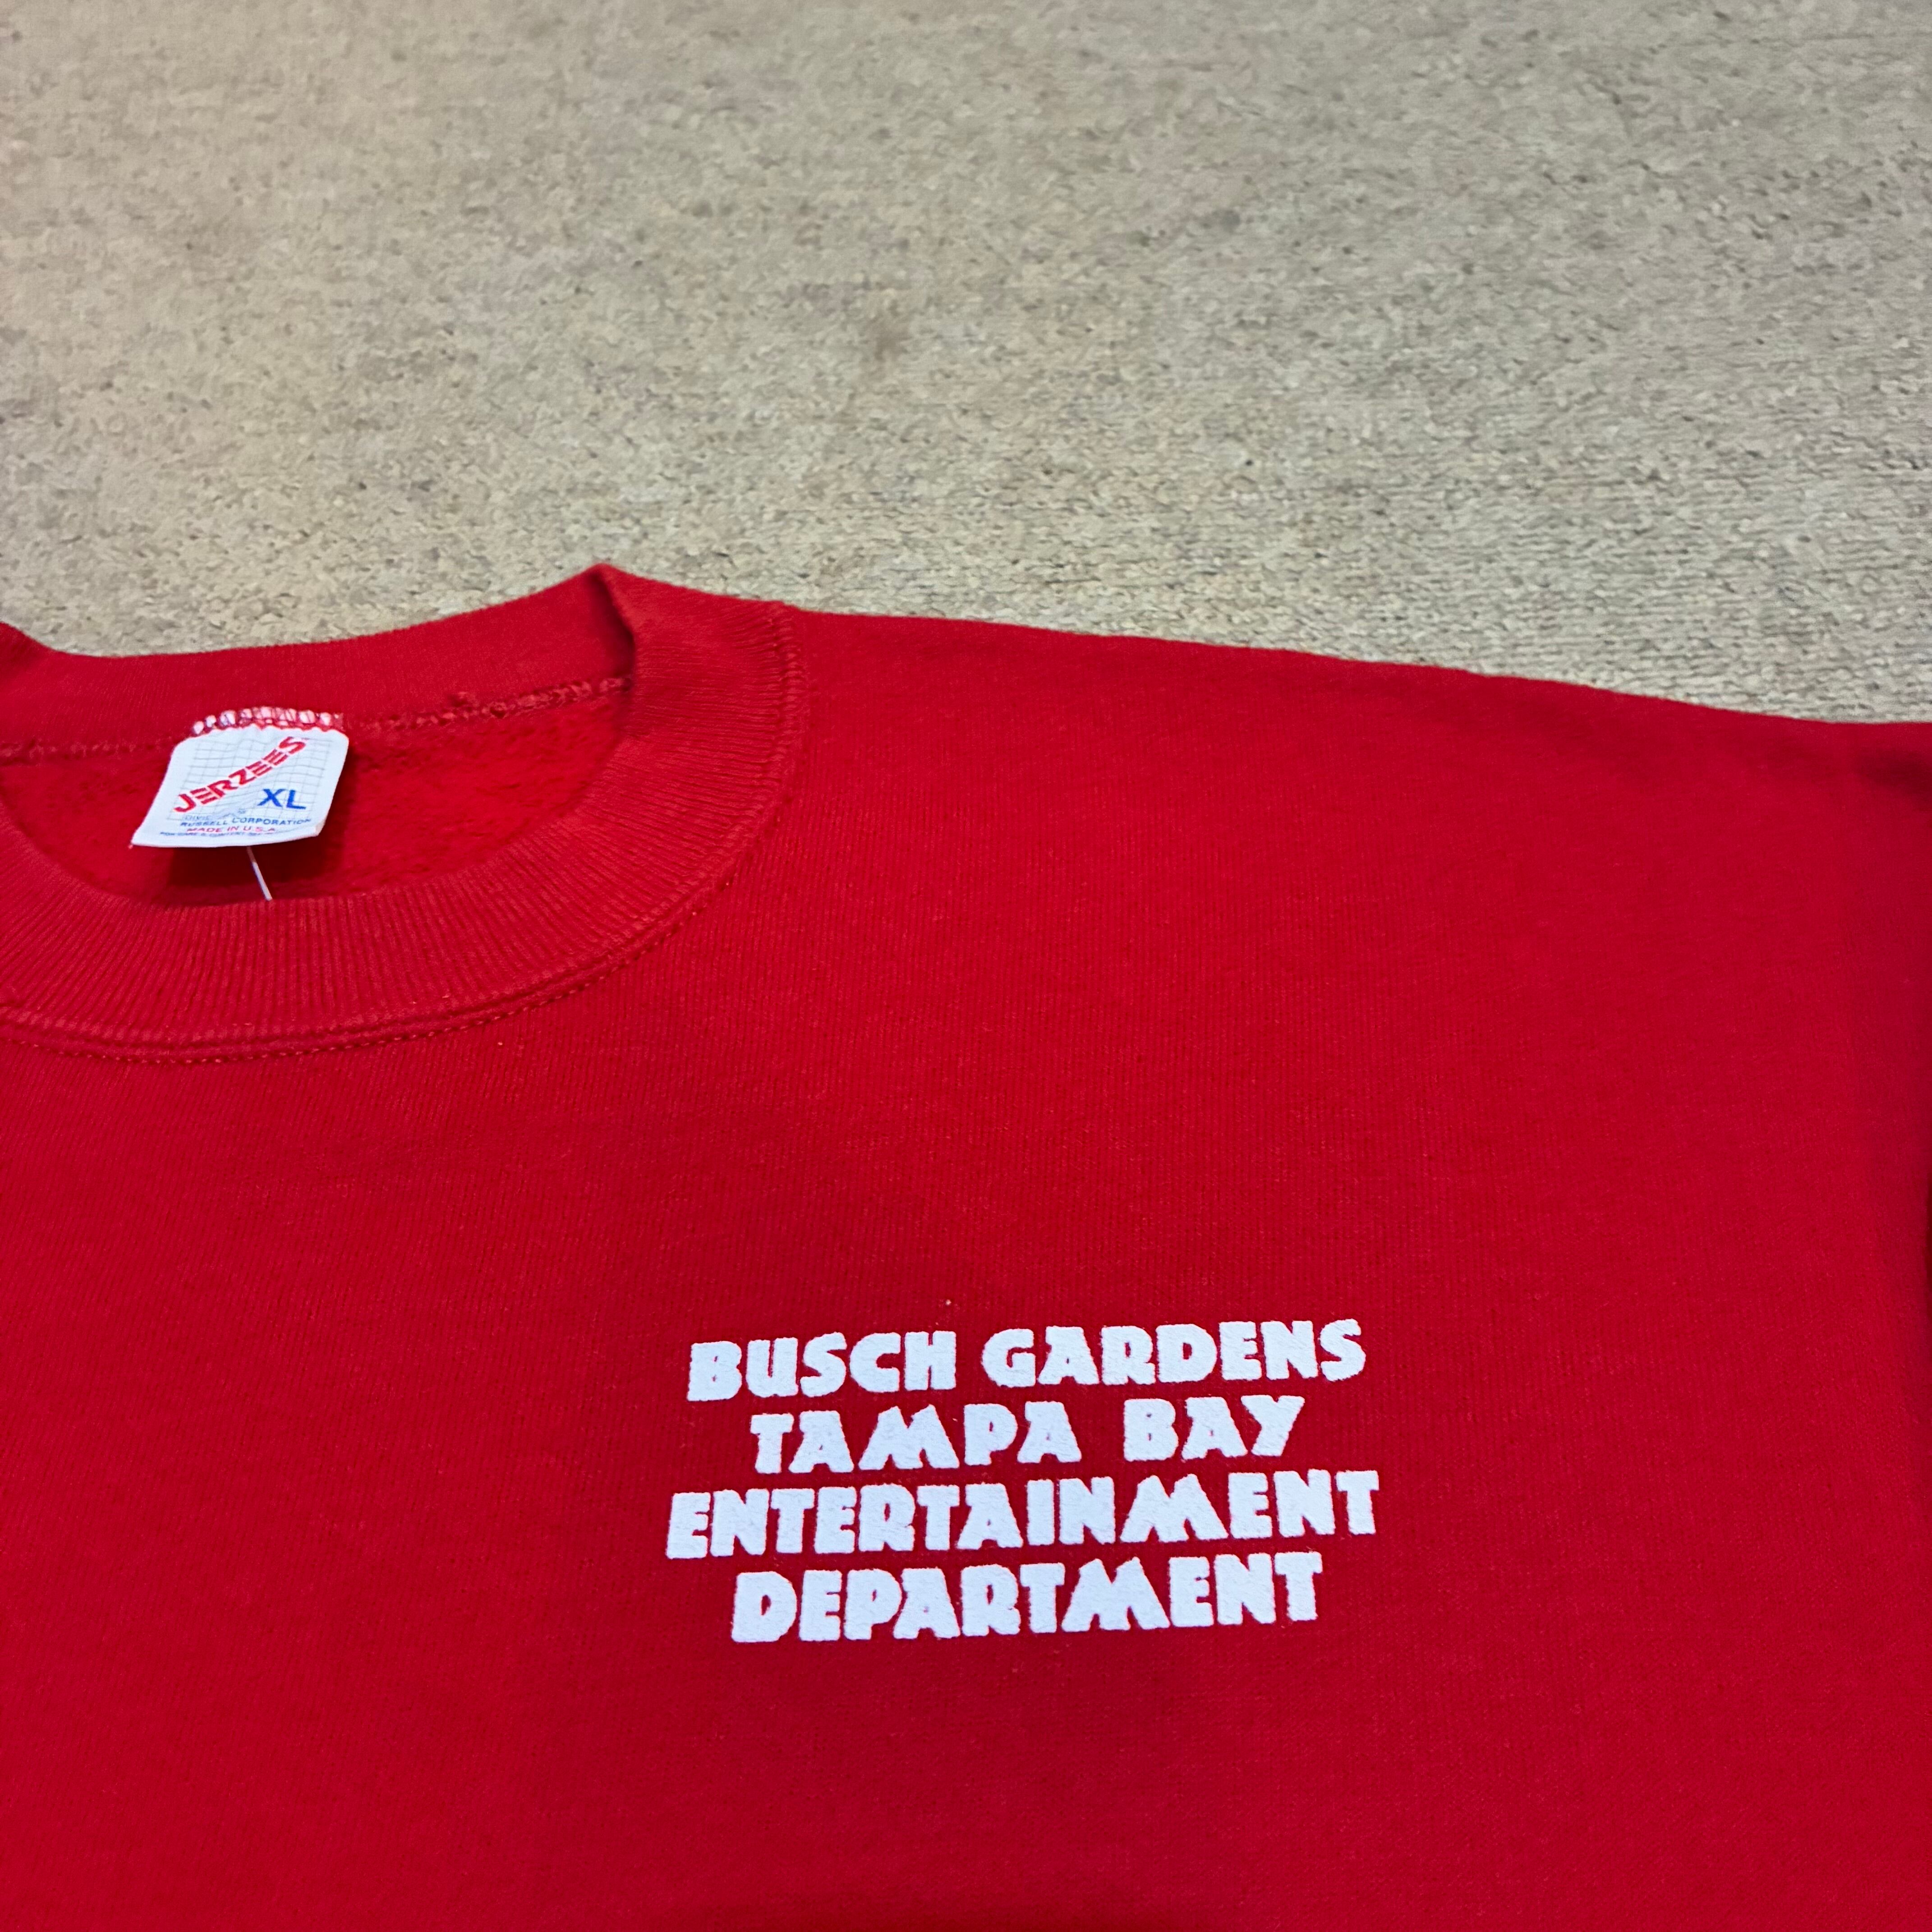 JERZEES
XL
RUSSELL CORPORATION
MADE IN U.S.A.
BUSCH GARDENS
TAMPA BAY
ENTERTAINMENT
DEPARTMENT